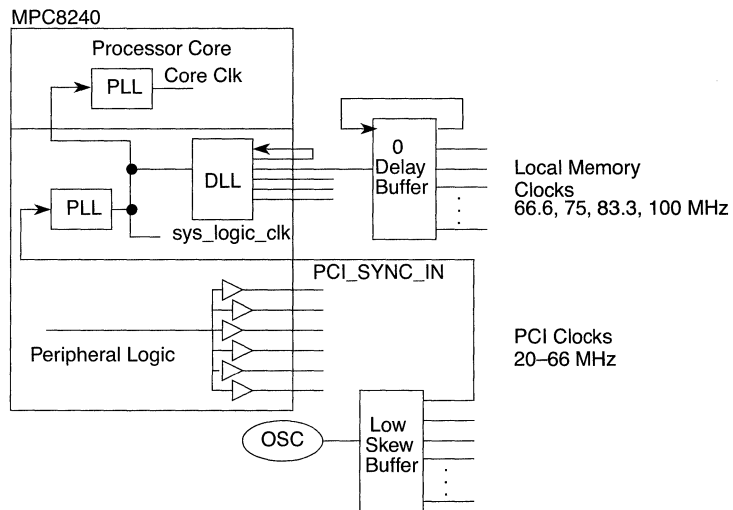 MPC8240
Processor Core
PLL
Core Clk
0
Delay
Buffer
DLL
PLL
sys_logic_clk
Local Memory
Clocks
66.6, 75, 83.3, 100 MHz
PCI_SYNC_IN
Peripheral Logic
PCI Clocks
20–66 MHz
OSC
Low
Skew
Buffer